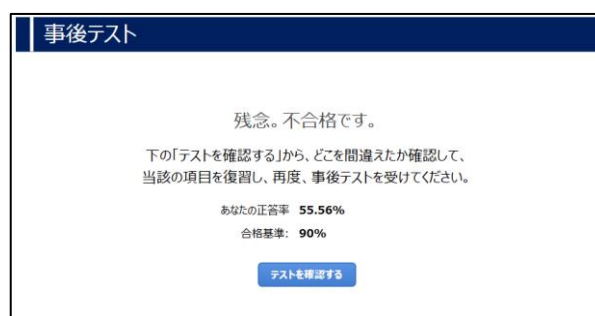 事後テスト
残念。不合格です。
下の「テストを確認する」から、どこを間違えたか確認して、
当該の項目を復習し、再度、事後テストを受けてください。
あなたの正答率 55.56%
合格基準: 90%
テストを確認する